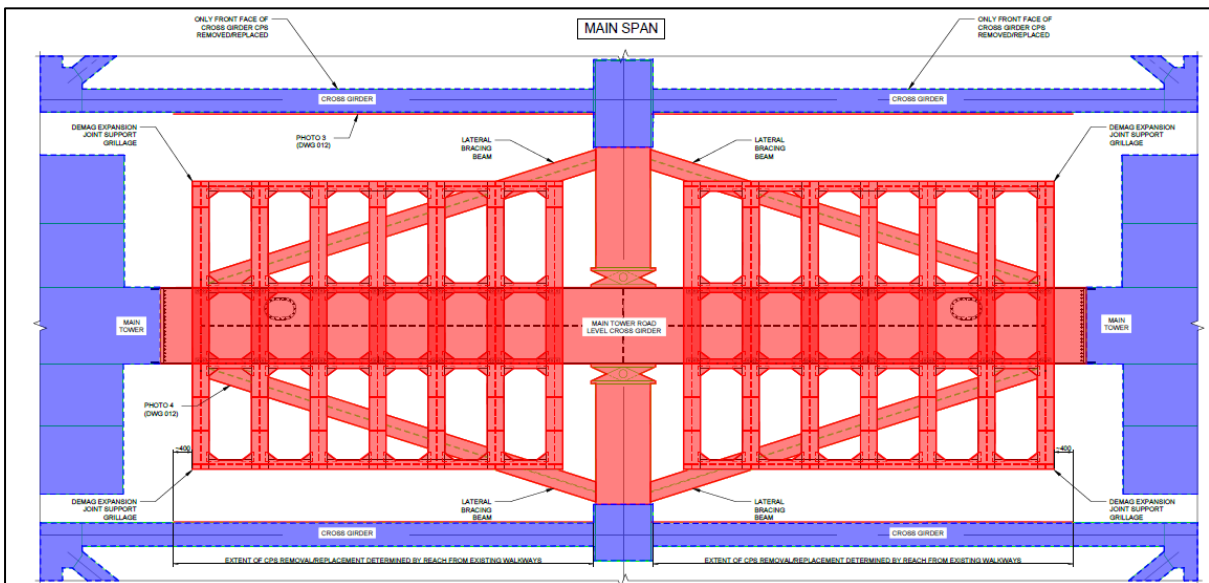 ONLY FRONT FACE OF
CROSS GIRDER CPS
REMOVED/REPLACED
MAIN SPAN
ONLY FRONT FACE OF
CROSS GIRDER CPS
REMOVED/REPLACED
CROSS GIRDER
CROSS GIRDER
DEMAG EXPANSION
JOINT SUPPORT
GRILLAGE
PHOTO 3
(DWG 012)
LATERAL
BRACING
BEAM
LATERAL
BRACING
BEAM
DEMAG EXPANSION
JOINT SUPPORT
GRILLAGE
MAIN
TOWER
MAIN TOWER ROAD
LEVEL CROSS GIRDER
MAIN
TOWER
PHOTO 4
(DWG 012)
~400
~400
DEMAG EXPANSION
JOINT SUPPORT
GRILLAGE
LATERAL
BRACING
BEAM
LATERAL
BRACING
BEAM
DEMAG EXPANSION
JOINT SUPPORT
GRILLAGE
CROSS GIRDER
CROSS GIRDER
EXTENT OF CPS REMOVAL/REPLACEMENT DETERMINED BY REACH FROM EXISTING WALKWAYS
EXTENT OF CPS REMOVAL/REPLACEMENT DETERMINED BY REACH FROM EXISTING WALKWAYS